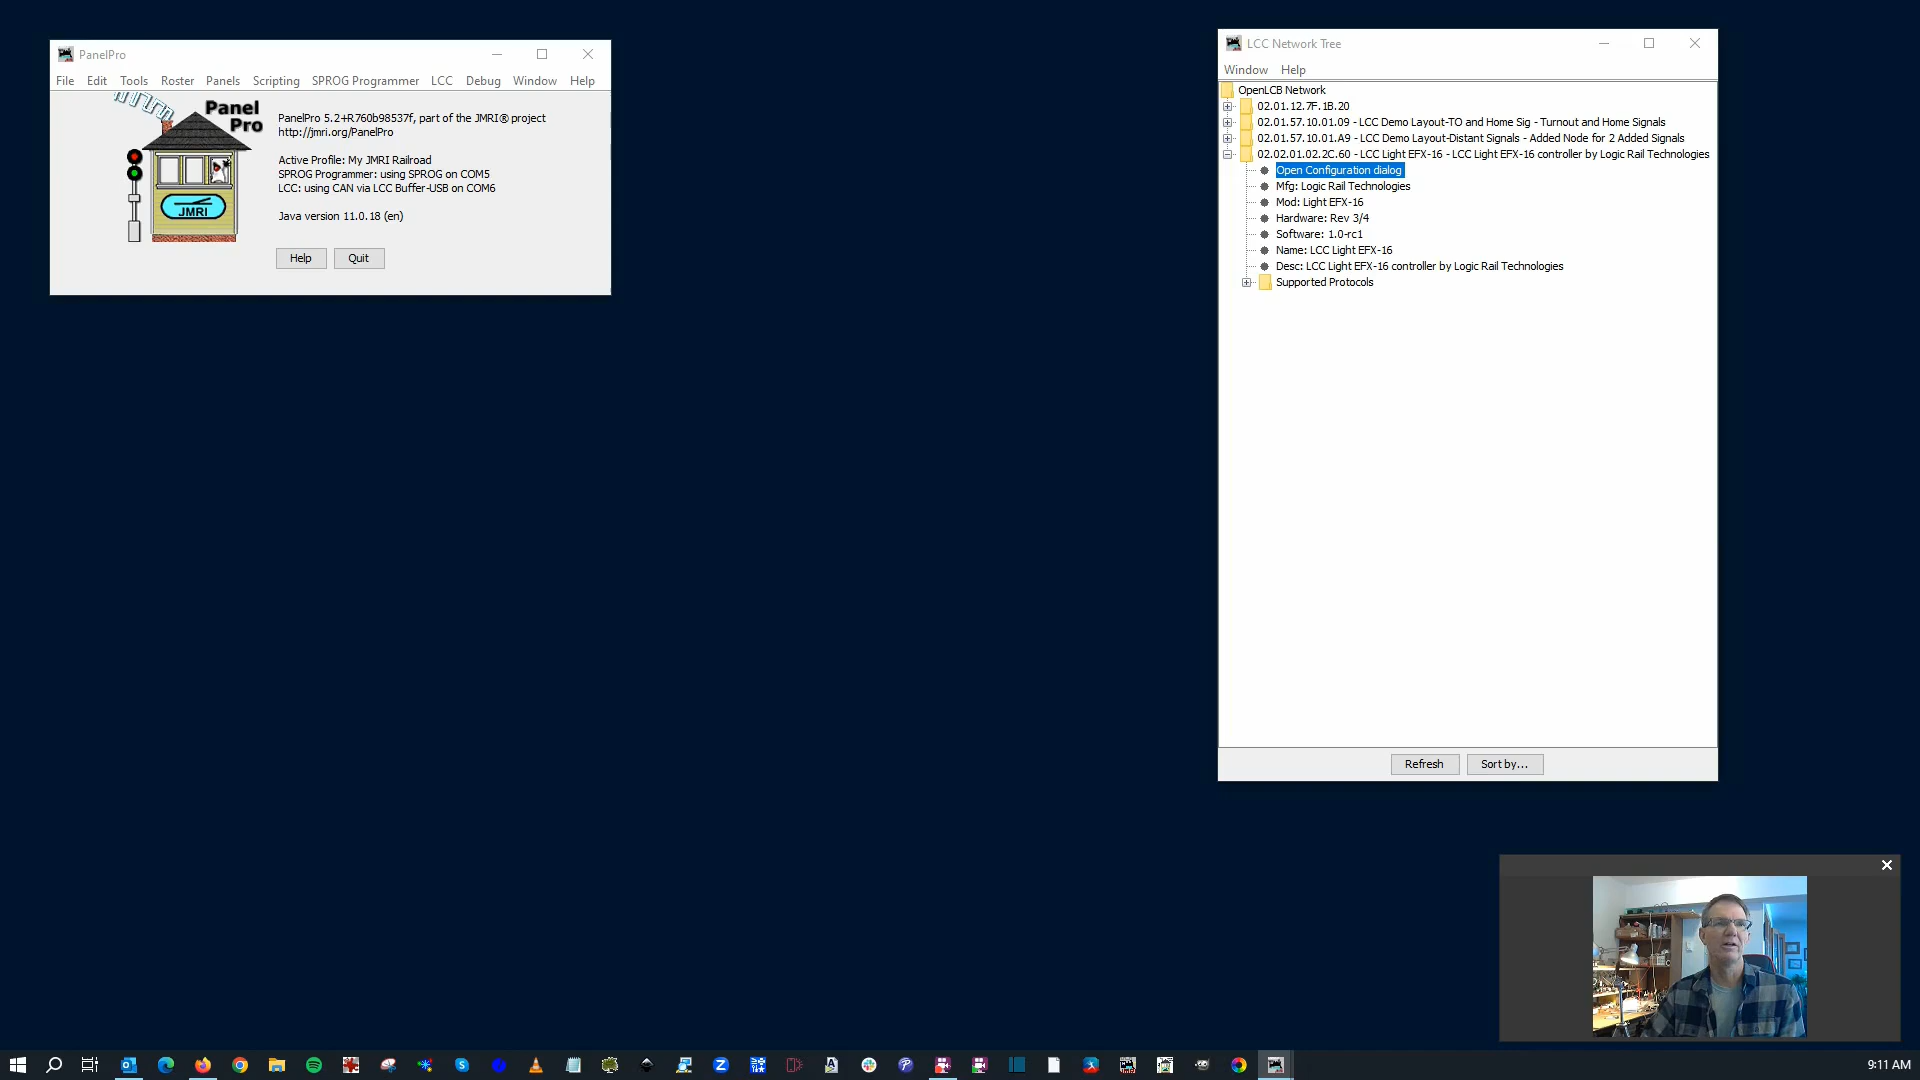 PanelPro
File Edit Tools Roster Panels Scripting SPROG Programmer LCC Debug Window Help
Panel
Pro
JMRI
PanelPro 5.2+R760b98537f, part of the JMRI® project
http://jmri.org/PanelPro
Active Profile: My JMRI Railroad
SPROG Programmer: using SPROG on COM5
LCC: using CAN via LCC Buffer-USB on COM6
Java version 11.0.18 (en)
Help Quit
LCC Network Tree
Window Help
OpenLCB Network
02.01.12.7F.1B.20
02.01.57.10.01.09 - LCC Demo Layout-TO and Home Sig - Turnout and Home Signals
02.01.57.10.01.A9 - LCC Demo Layout-Distant Signals - Added Node for 2 Added Signals
02.02.01.02.2C.60 - LCC Light EFX-16 - LCC Light EFX-16 controller by Logic Rail Technologies
Open Configuration dialog
Mfg: Logic Rail Technologies
Mod: Light EFX-16
Hardware: Rev 3/4
Software: 1.0-rc1
Name: LCC Light EFX-16
Desc: LCC Light EFX-16 controller by Logic Rail Technologies
Supported Protocols
Refresh Sort by...
9:11 AM